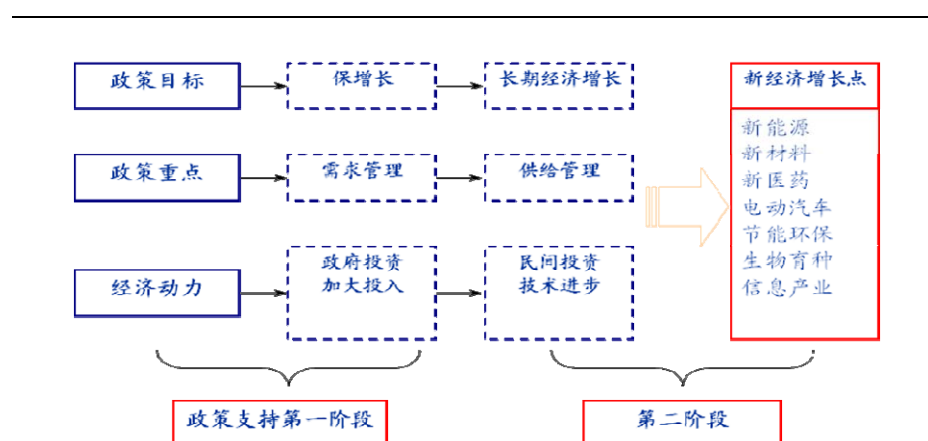 政策目标
保增长
长期经济增长
新经济增长点
政策重点
需求管理
供给管理
新能源
新材料
新医药
电动汽车
节能环保
生物育种
信息产业
经济动力
政府投资
加大投入
民间投资
技术进步
政策支持第一阶段
第二阶段